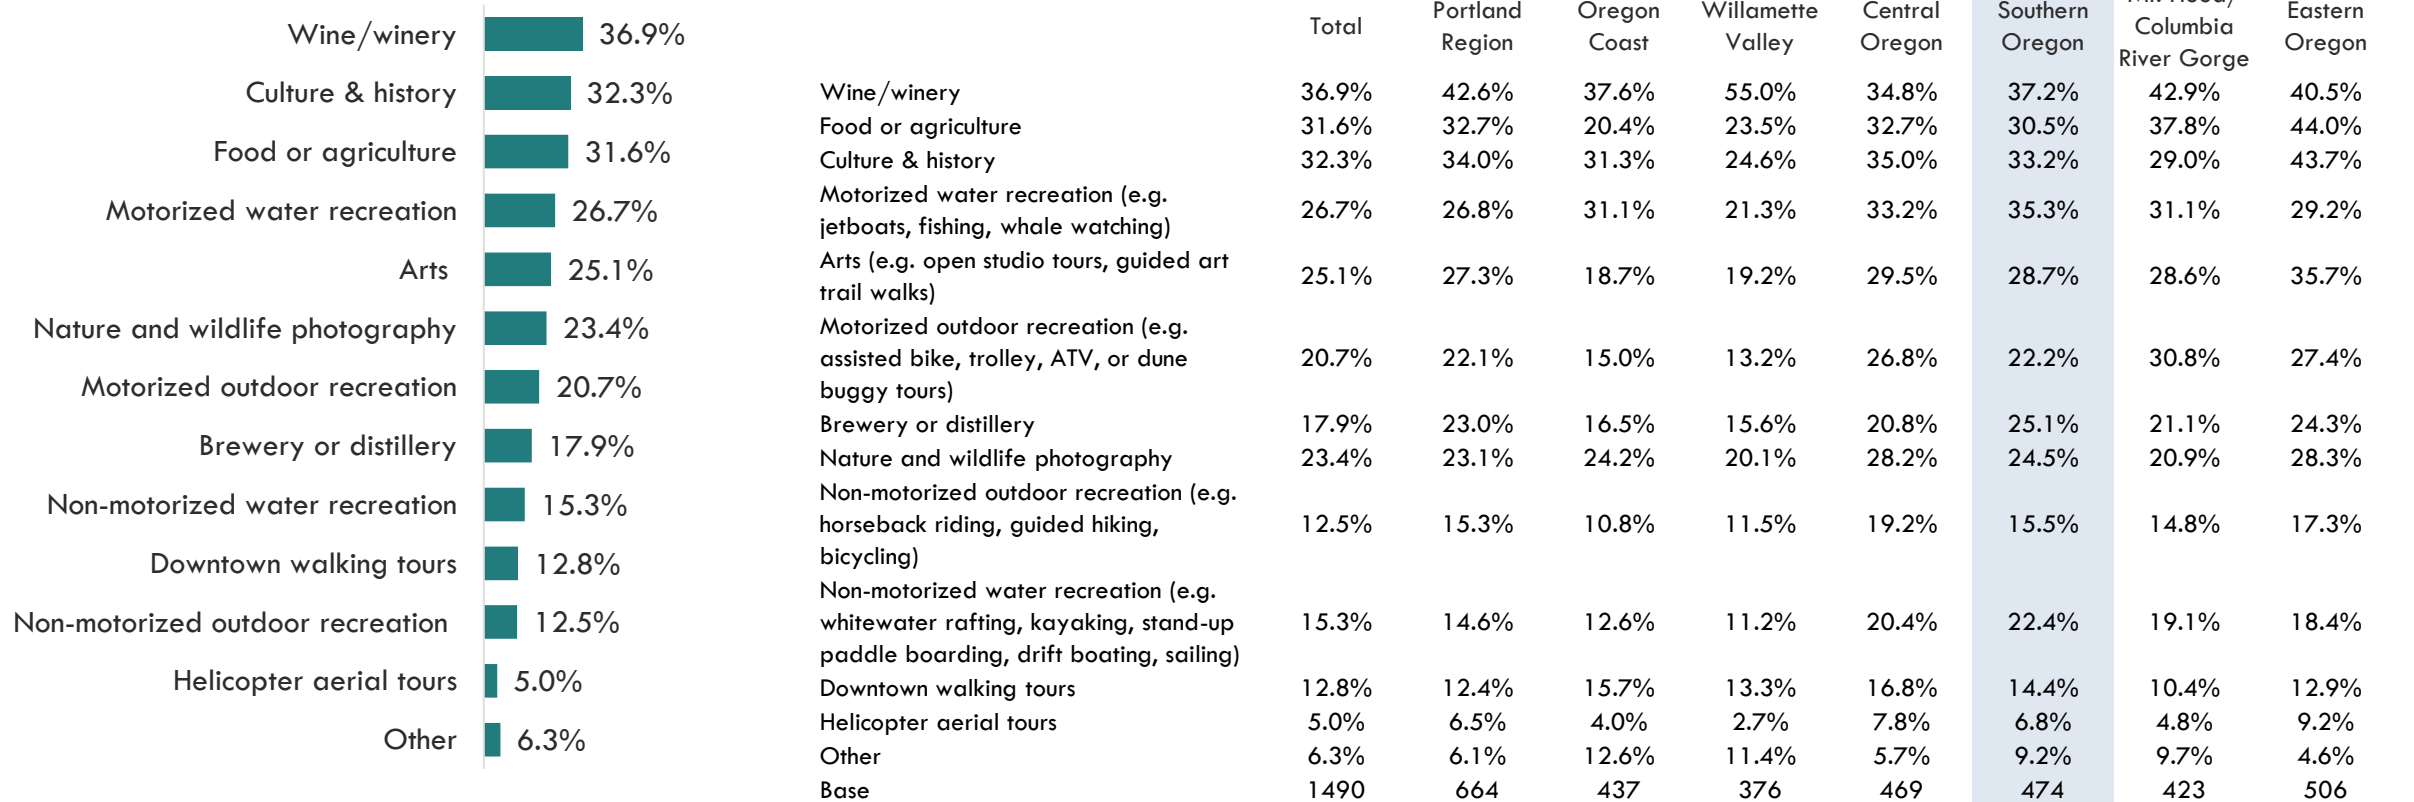 Wine/winery 36.9%
Culture & history 32.3%
Food or agriculture 31.6%
Motorized water recreation 26.7%
Arts 25.1%
Nature and wildlife photography 23.4%
Motorized outdoor recreation 20.7%
Brewery or distillery 17.9%
Non-motorized water recreation 15.3%
Downtown walking tours 12.8%
Non-motorized outdoor recreation 12.5%
Helicopter aerial tours 5.0%
Other 6.3%
Total
Portland
Region
Oregon
Coast
Willamette
Valley
Central
Oregon
Southern
Oregon
Columbia
River Gorge
Eastern
Oregon
Wine/winery 36.9% 42.6% 37.6% 55.0% 34.8% 37.2% 42.9% 40.5%
Food or agriculture 31.6% 32.7% 20.4% 23.5% 32.7% 30.5% 37.8% 44.0%
Culture & history 32.3% 34.0% 31.3% 24.6% 35.0% 33.2% 29.0% 43.7%
Motorized water recreation (e.g.
jetboats, fishing, whale watching)
26.7% 26.8% 31.1% 21.3% 33.2% 35.3% 31.1% 29.2%
Arts (e.g. open studio tours, guided art
trail walks)
25.1% 27.3% 18.7% 19.2% 29.5% 28.7% 28.6% 35.7%
Motorized outdoor recreation (e.g.
assisted bike, trolley, ATV, or dune
buggy tours)
20.7% 22.1% 15.0% 13.2% 26.8% 22.2% 30.8% 27.4%
Brewery or distillery 17.9% 23.0% 16.5% 15.6% 20.8% 25.1% 21.1% 24.3%
Nature and wildlife photography 23.4% 23.1% 24.2% 20.1% 28.2% 24.5% 20.9% 28.3%
Non-motorized outdoor recreation (e.g.
horseback riding, guided hiking,
bicycling)
12.5% 15.3% 10.8% 11.5% 19.2% 15.5% 14.8% 17.3%
Non-motorized water recreation (e.g.
whitewater rafting, kayaking, stand-up
paddle boarding, drift boating, sailing)
15.3% 14.6% 12.6% 11.2% 20.4% 22.4% 19.1% 18.4%
Downtown walking tours 12.8% 12.4% 15.7% 13.3% 16.8% 14.4% 10.4% 12.9%
Helicopter aerial tours 5.0% 6.5% 4.0% 2.7% 7.8% 6.8% 4.8% 9.2%
Other 6.3% 6.1% 12.6% 11.4% 5.7% 9.2% 9.7% 4.6%
Base 1490 664 437 376 469 474 423 506